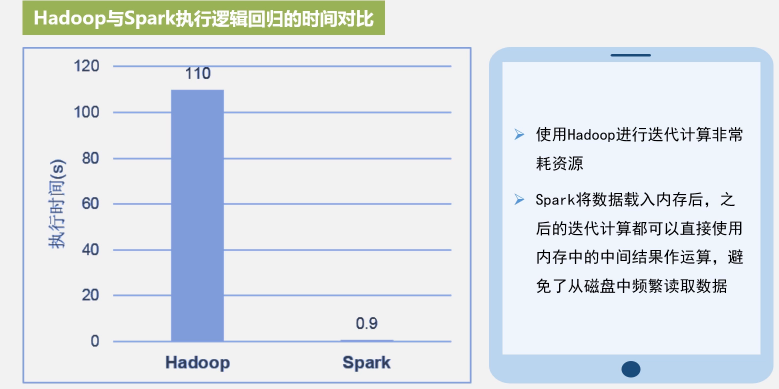 Hadoop与Spark执行逻辑回归的时间对比
120
110
100
80
60
40
20
0
执行时间(s)
0.9
Hadoop
Spark
使用Hadoop进行迭代计算非常
耗资源
Spark将数据载入内存后，之
后的迭代计算都可以直接使用
内存中的中间结果作运算，避
免了从磁盘中频繁读取数据